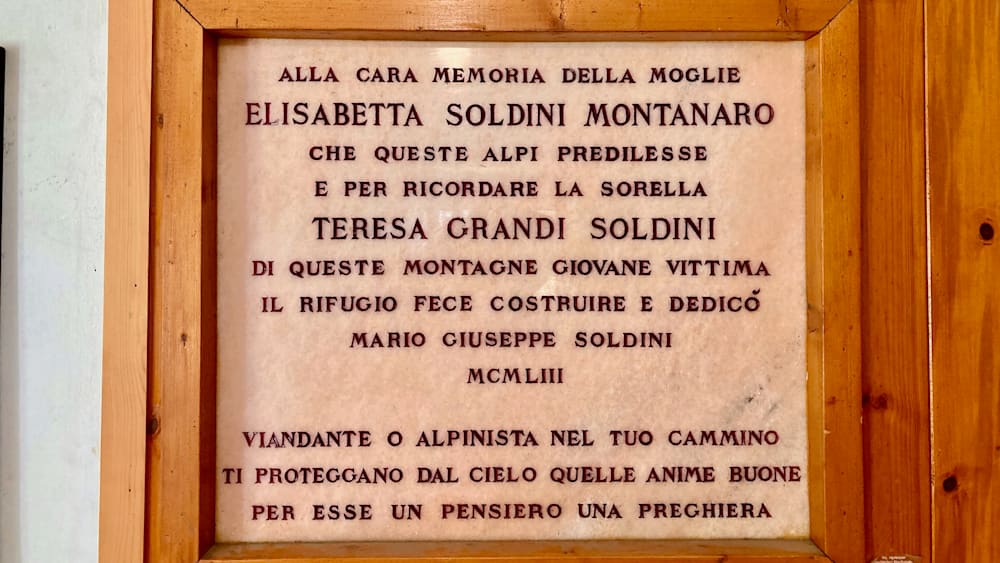 ALLA CARA MEMORIA DELLA MOGLIE
ELISABETTA SOLDINI MONTANARO
CHE QUESTE ALPI PREDILESSE
E PER RICORDARE LA SORELLA
TERESA GRANDI SOLDINI
DI QUESTE MONTAGNE GIOVANE VITTIMA
IL RIFUGIO FECE COSTRUIRE E DEDICÒ
MARIO GIUSEPPE SOLDINI
MCMLIII
VIANDANTE O ALPINISTA NEL TUO CAMMINO
TI PROTEGGANO DAL CIELO QUELLE ANIME BUONE
PER ESSE UN PENSIERO UNA PREGHIERA